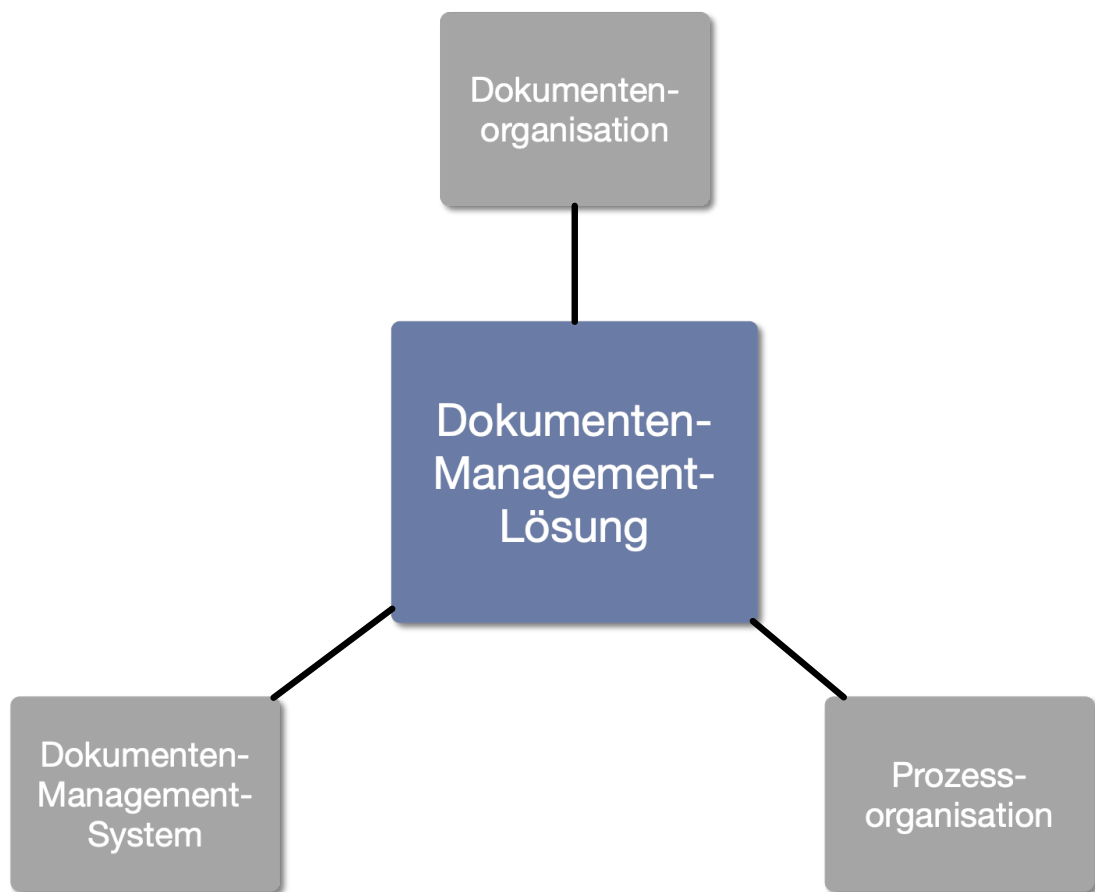 Dokumenten-
organisation
Dokumenten-
Management-
Lösung
Dokumenten-
Management-
System
Prozess-
organisation